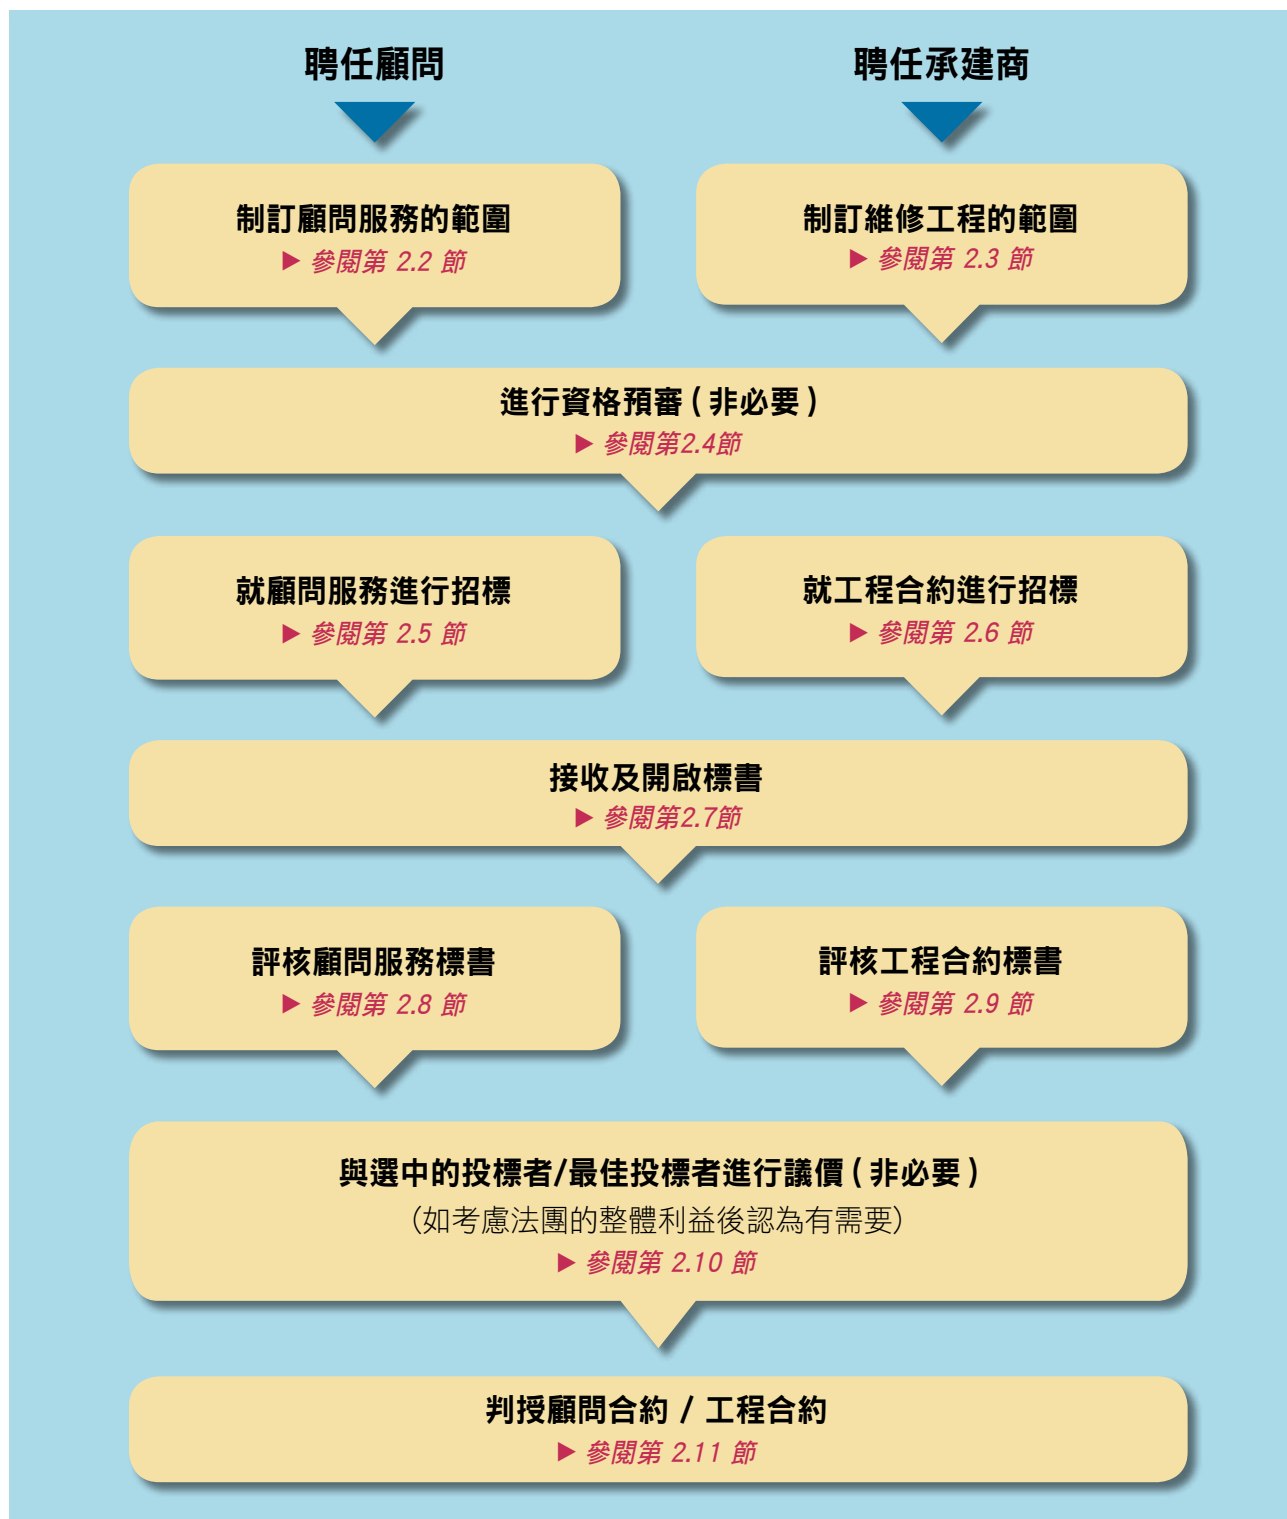 聘任顧問
聘任承建商
制訂顧問服務的範圍
▶ 參閱第 2.2 節
制訂維修工程的範圍
▶ 參閱第 2.3 節
進行資格預審 ( 非必要 )
▶ 參閱第2.4節
就顧問服務進行招標
▶ 參閱第 2.5 節
就工程合約進行招標
▶ 參閱第 2.6 節
接收及開啟標書
▶ 參閱第2.7節
評核顧問服務標書
▶ 參閱第 2.8 節
評核工程合約標書
▶ 參閱第 2.9 節
與選中的投標者/最佳投標者進行議價 ( 非必要 )
（如考慮法團的整體利益後認為有需要）
▶ 參閱第 2.10 節
判授顧問合約 / 工程合約
▶ 參閱第 2.11 節